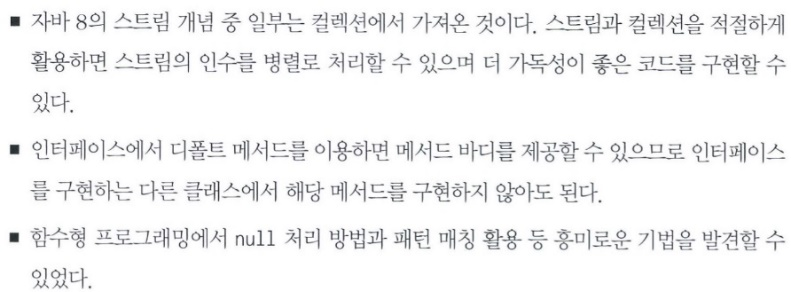 ■ 자바 8의 스트림 개념 중 일부는 컬렉션에서 가져온 것이다. 스트림과 컬렉션을 적절하게
활용하면 스트림의 인수를 병렬로 처리할 수 있으며 더 가독성이 좋은 코드를 구현할 수
있다.
■ 인터페이스에서 디폴트 메서드를 이용하면 메서드 바디를 제공할 수 있으므로 인터페이스
를 구현하는 다른 클래스에서 해당 메서드를 구현하지 않아도 된다.
■ 함수형 프로그래밍에서 null 처리 방법과 패턴 매칭 활용 등 흥미로운 기법을 발견할 수
있었다.